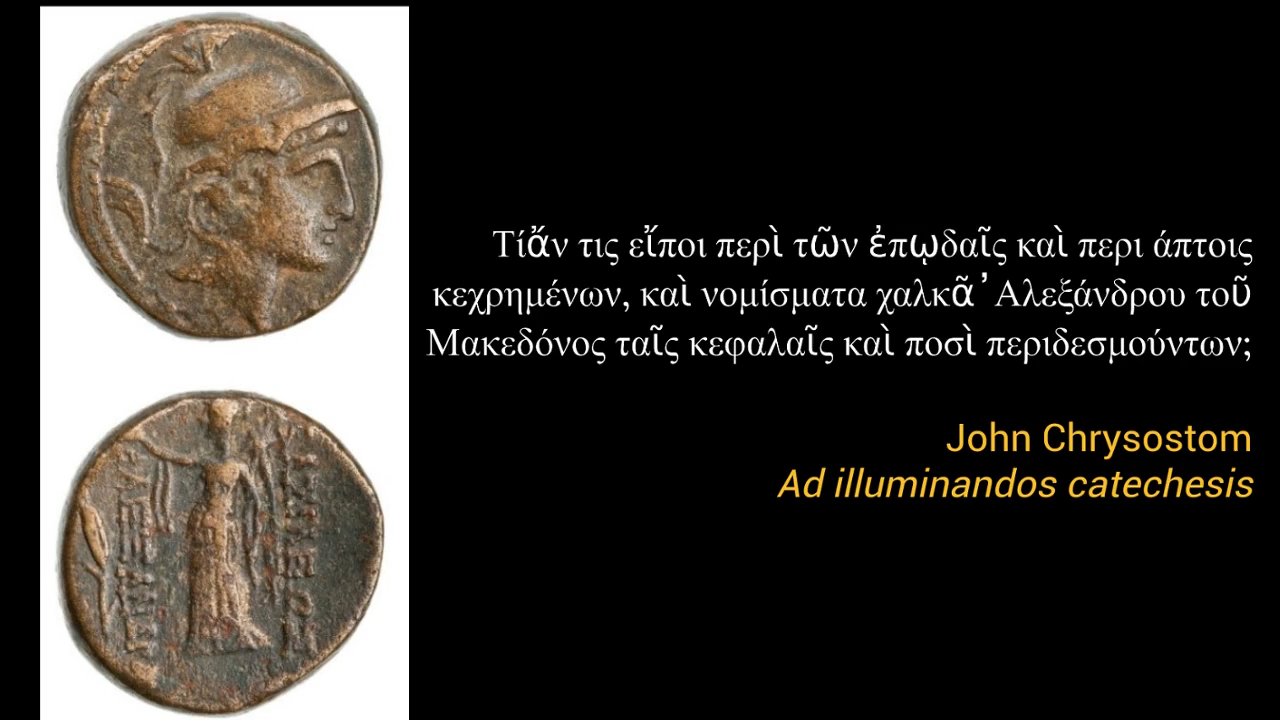 Τίἄν τις εἴποι περὶ τῶν ἐπῳδαῖς καὶ περι άπτοις
κεχρημένων, καὶ νομίσματα χαλκᾶ ᾿Αλεξάνδρου τοῦ
Μακεδόνος ταῖς κεφαλαῖς καὶ ποσὶ περιδεσμούντων;
John Chrysostom
Ad illuminandos catechesis